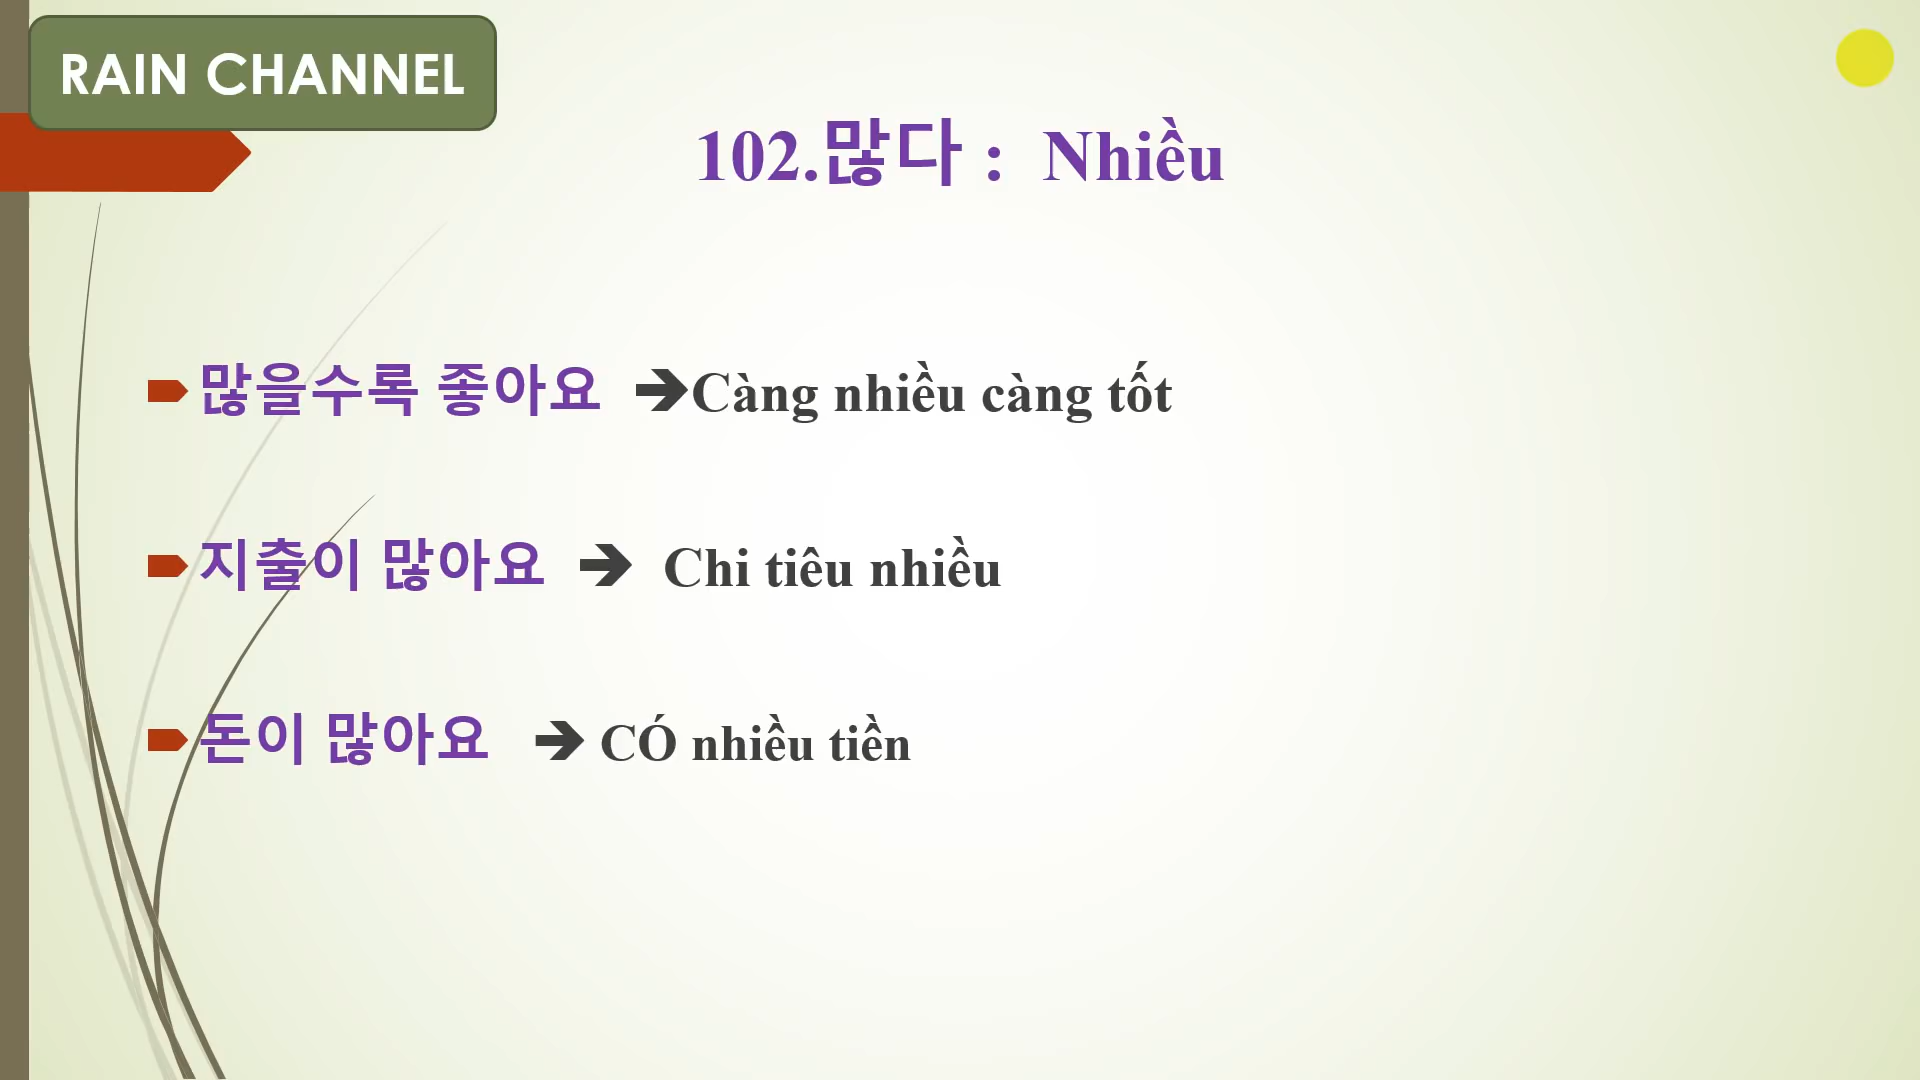 RAIN CHANNEL
102.많다 : Nhiều
많을수록 좋아요 ➔Càng nhiều càng tốt
지출이 많아요 ➔ Chi tiêu nhiều
돈이 많아요 ➔ CÓ nhiều tiền